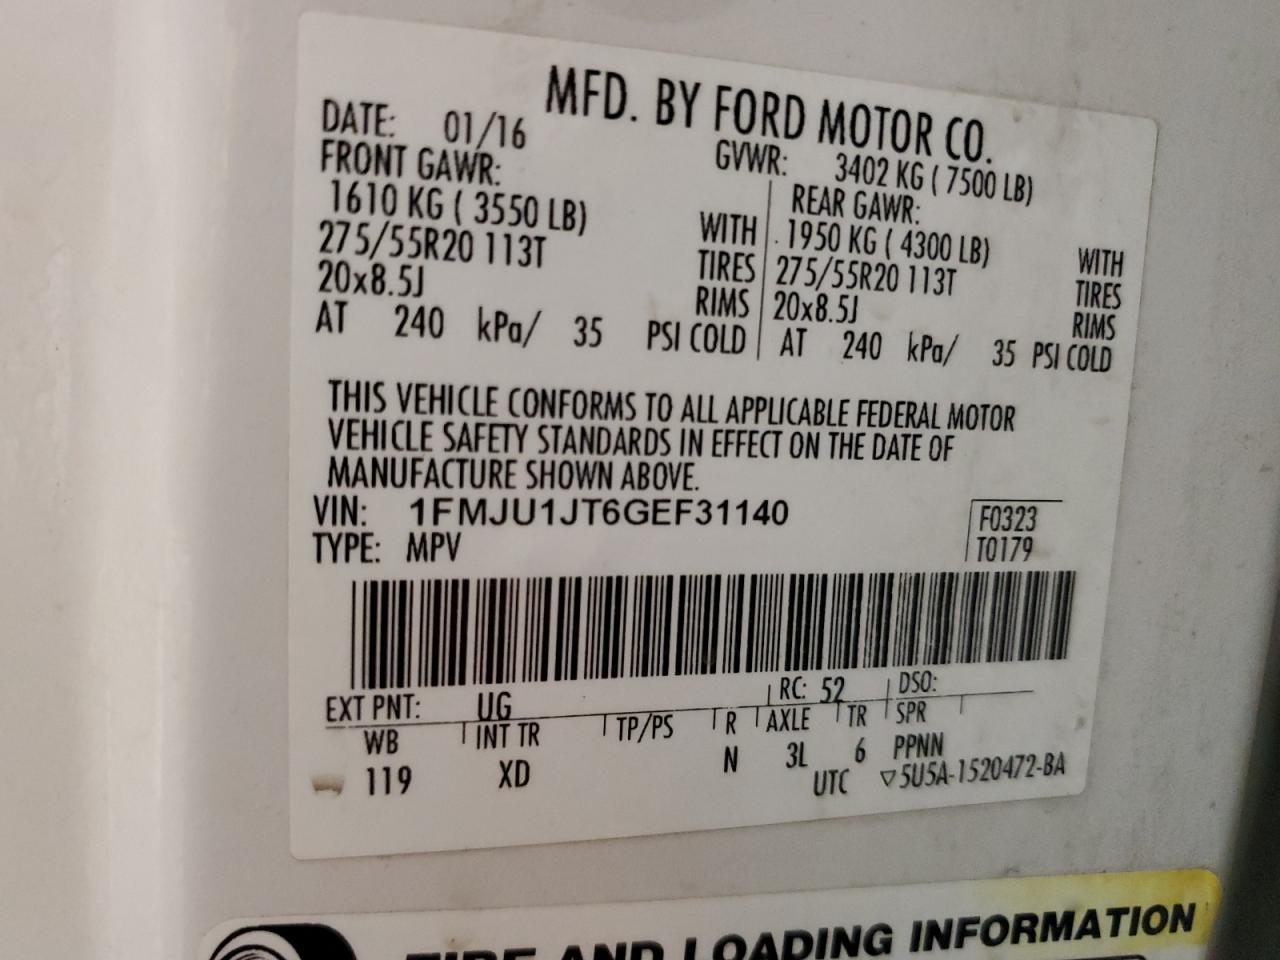 MFD. BY FORD MOTOR CO.
DATE: 01/16 GVWR: 3402 KG ( 7500 LB)
FRONT GAWR: REAR GAWR:
1610 KG ( 3550 LB) WITH 1950 KG ( 4300 LB) WITH
275/55R20 113T TIRES 275/55R20 113T TIRES
20x8.5J RIMS 20x8.5J RIMS
AT 240 kPa/ 35 PSI COLD AT 240 kPa/ 35 PSI COLD
THIS VEHICLE CONFORMS TO ALL APPLICABLE FEDERAL MOTOR
VEHICLE SAFETY STANDARDS IN EFFECT ON THE DATE OF
MANUFACTURE SHOWN ABOVE.
VIN: 1FMJU1JT6GEF31140 F0323
TYPE: MPV T0179
EXT PNT: UG RC: 52 DSO:
WB INT TR TP/PS R AXLE TR SPR
119 XD N 3L 6 PPNN
UTC ▽5U5A-1520472-BA
TIRE AND LOADING INFORMATION